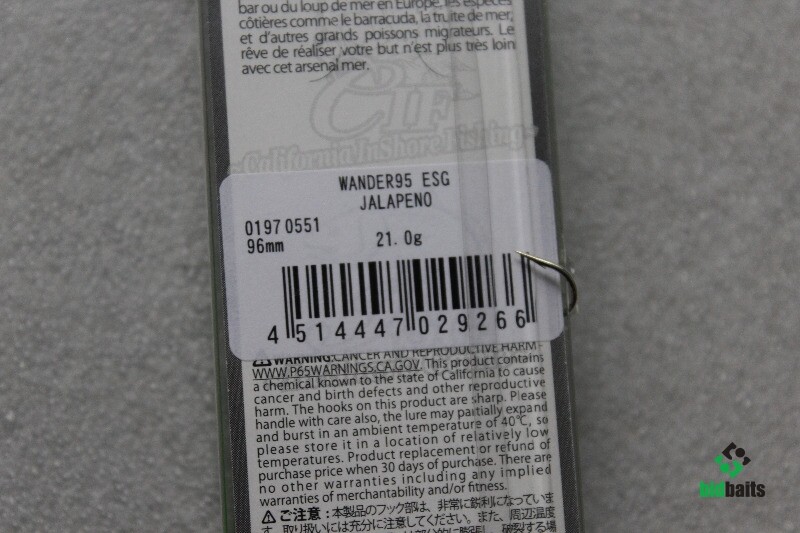 bar ou du loup de mer en Europe, les espèces
côtières comme le barracuda, la truite de mer,
et d'autres grands poissons migrateurs. Le
rêve de réaliser votre but n'est plus très loin
avec cet arsenal mer.
CIF
California InShore Fishing
WANDER95 ESG
JALAPENO
01970551
96mm 21.0g
4 514447 029266
⚠WARNING:CANCER AND REPRODUCTIVE HARM-
WWW.P65WARNINGS.CA.GOV. This product contains
a chemical known to the state of California to cause
cancer and birth defects and other reproductive
harm. The hooks on this product are sharp. Please
handle with care also, the lure may partially expand
and burst in an ambient temperature of 40℃, so
please store it in a location of relatively low
temperatures. Product replacement or refund of
purchase price when 30 days of purchase. There are
no other warranties including any implied
warranties of merchantability and/or fitness.
⚠ご注意：本製品のフック部は、非常に鋭利になっていま
す。取り扱いには充分に注意してください。また、周辺温度
baits